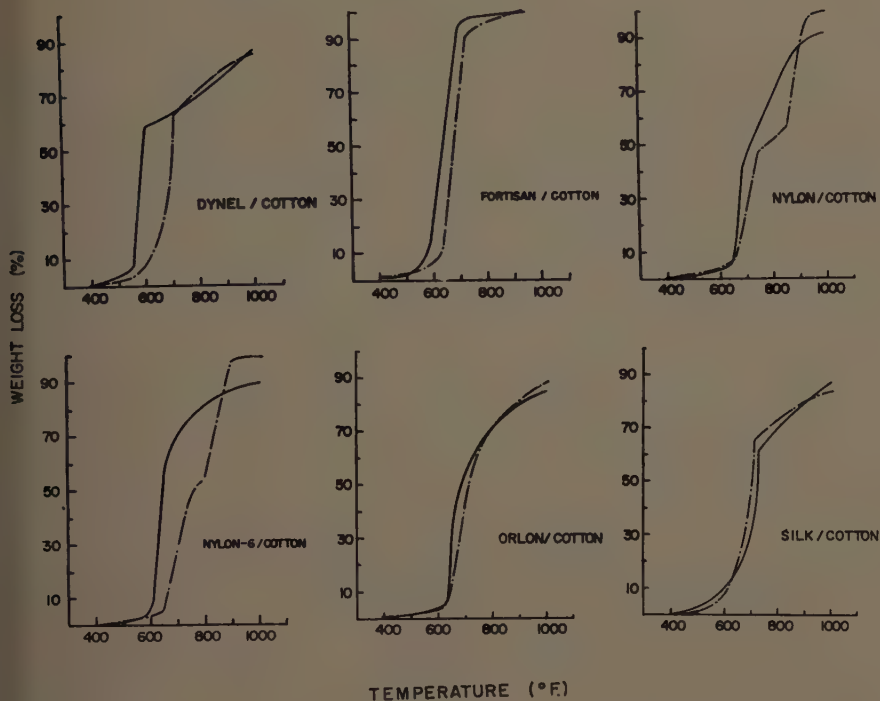 WEIGHT LOSS (%)
90
70
50
30
10
400 600 800 1000
DYNEL / COTTON
90
70
50
30
10
400 600 800 1000
FORTISAN / COTTON
90
70
50
30
10
400 600 800 1000
NYLON/COTTON
90
70
50
30
10
400 600 800 1000
NYLON-6/COTTON
90
70
50
30
10
400 600 800 1000
ORLON/COTTON
90
70
50
30
10
400 600 800 1000
SILK/COTTON
TEMPERATURE (°F.)